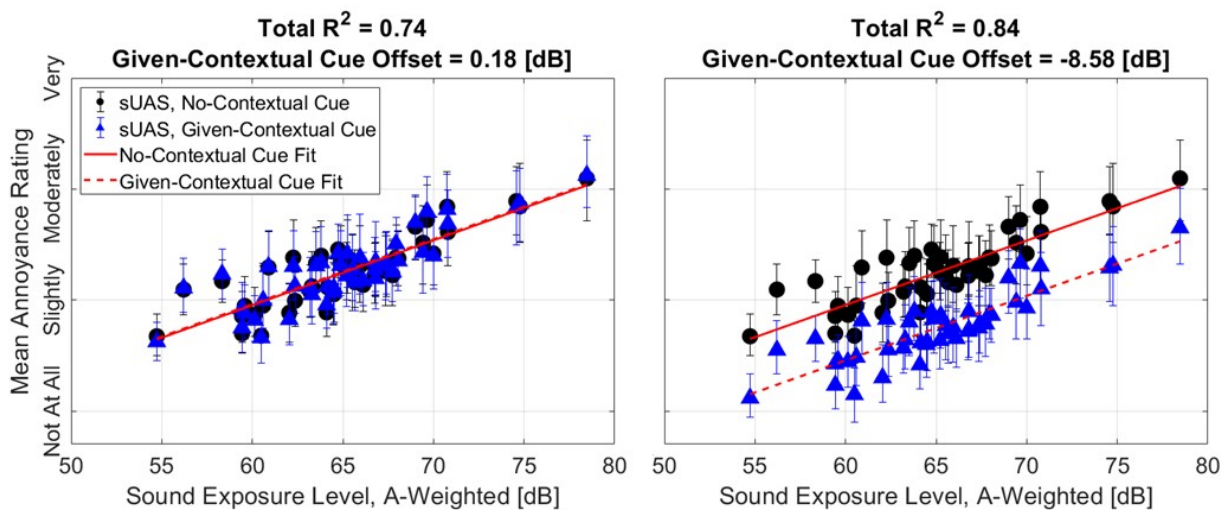 Total R² = 0.74
Given-Contextual Cue Offset = 0.18 [dB]
Mean Annoyance Rating
Not At All Slightly Moderately Very
sUAS, No-Contextual Cue
sUAS, Given-Contextual Cue
No-Contextual Cue Fit
Given-Contextual Cue Fit
50 55 60 65 70 75 80
Sound Exposure Level, A-Weighted [dB]
Total R² = 0.84
Given-Contextual Cue Offset = -8.58 [dB]
50 55 60 65 70 75 80
Sound Exposure Level, A-Weighted [dB]